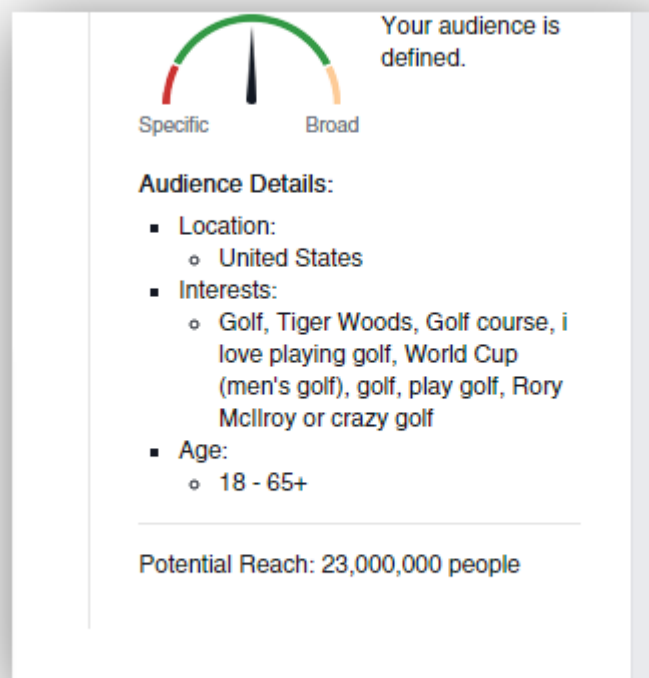 Your audience is
defined.
Specific
Broad
Audience Details:
Location:
United States
Interests:
Golf, Tiger Woods, Golf course, i
love playing golf, World Cup
(men's golf), golf, play golf, Rory
McIlroy or crazy golf
Age:
18 - 65+
Potential Reach: 23,000,000 people